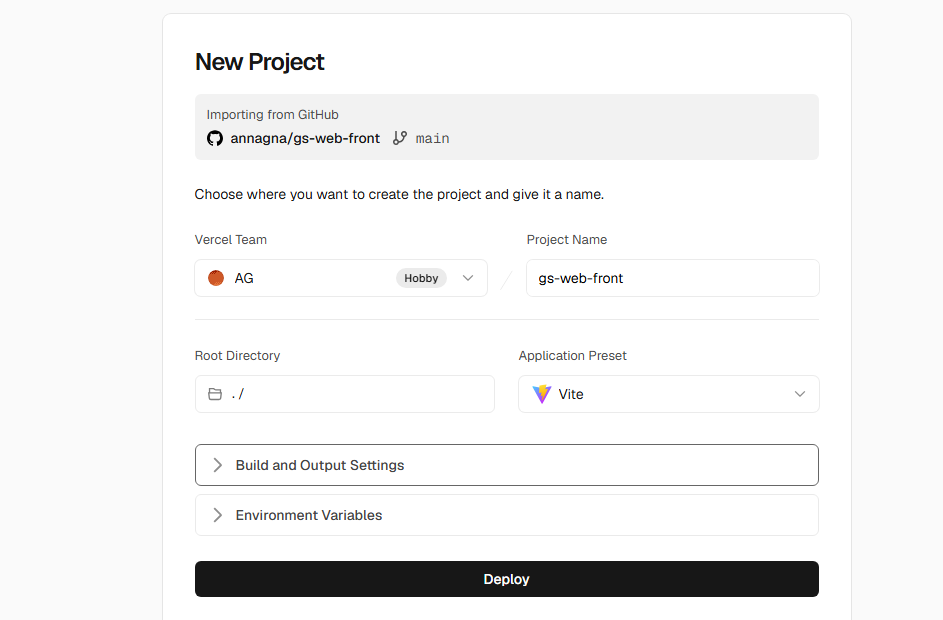 New Project
Importing from GitHub
annagna/gs-web-front main
Choose where you want to create the project and give it a name.
Vercel Team
Project Name
AG Hobby
gs-web-front
Root Directory
Application Preset
./
Vite
Build and Output Settings
Environment Variables
Deploy